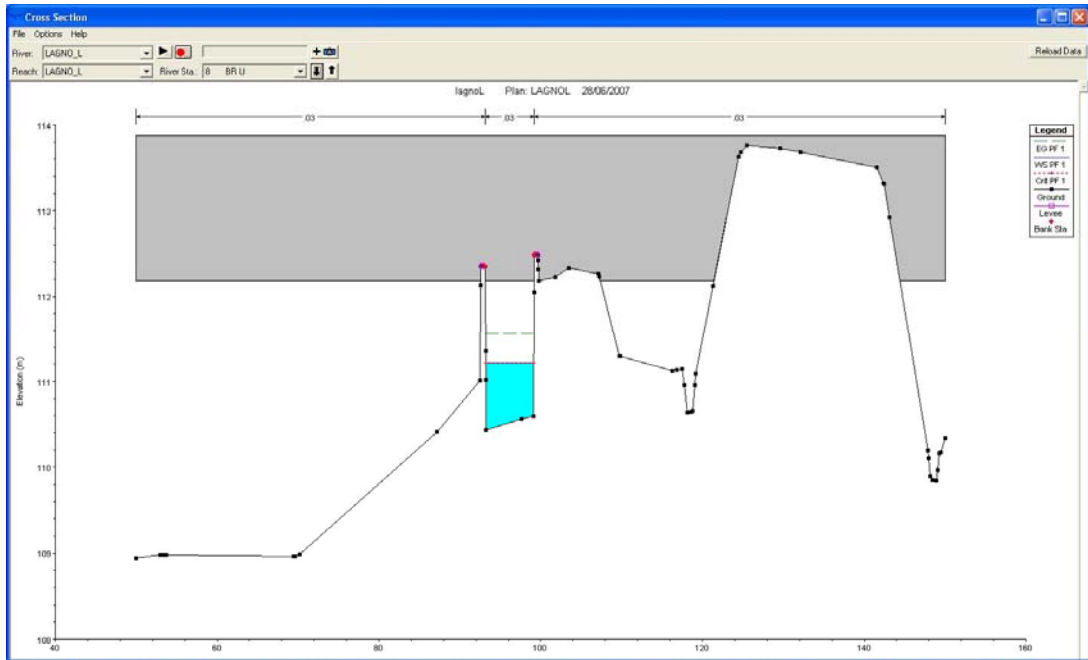 Cross Section
File Options Help
River: LAGNO_L
Reload Data
Reach: LAGNO_L River Sta.: 8 BR U
lagnoL Plan: LAGNOL 28/06/2007
.03 .03 .03
Legend
EG PF 1
WS PF 1
Crit PF 1
Ground
Levee
Bank Sta
Elevation (m)
114
113
112
111
110
109
108
40 60 80 100 120 140 160